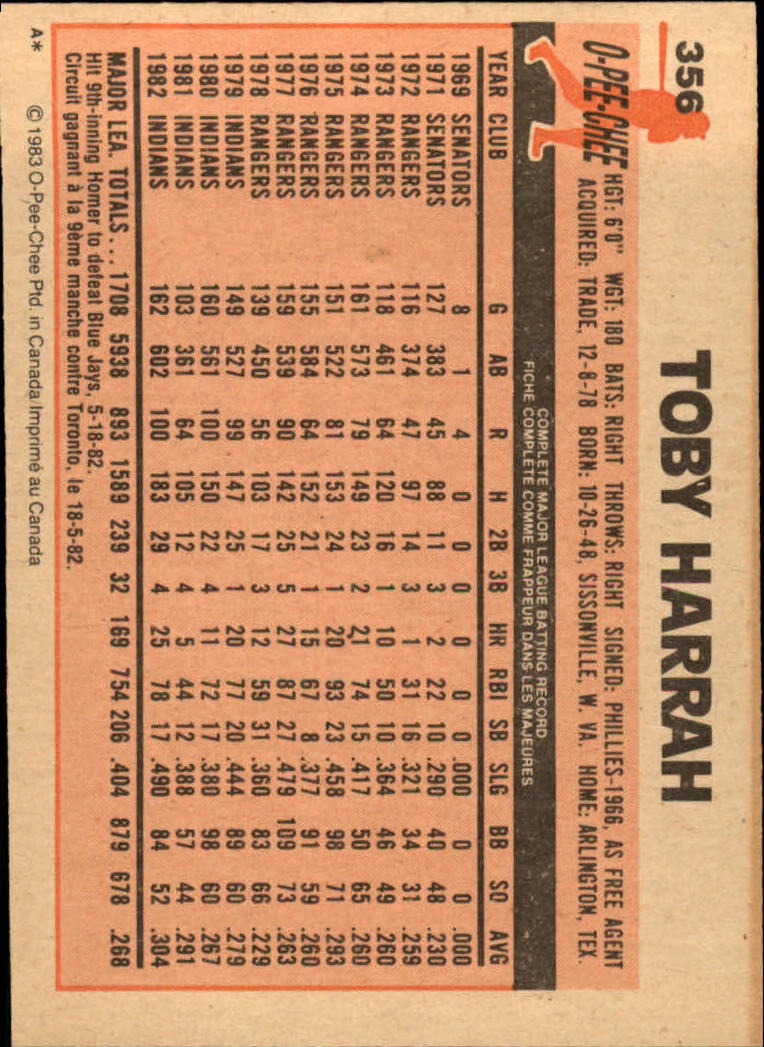 356 TOBY HARRAH
O-PEE-CHEE
HGT: 6'0" WGT: 180 BATS: RIGHT THROWS: RIGHT SIGNED: PHILLIES-1966, AS FREE AGENT
ACQUIRED: TRADE, 12-8-78 BORN: 10-26-48, SISSONVILLE, W. VA. HOME: ARLINGTON, TEX.
COMPLETE MAJOR LEAGUE BATTING RECORD
FICHE COMPLÈTE COMME FRAPPEUR DANS LES MAJEURES
YEAR CLUB G AB R H 2B 3B HR RBI SB SLG BB SO AVG
1969 SENATORS 8 1 4 0 0 0 0 0 0 .000 0 0 .000
1971 SENATORS 127 383 45 88 11 3 2 22 10 .290 40 48 .230
1972 RANGERS 116 374 47 97 14 3 1 31 16 .321 34 31 .259
1973 RANGERS 118 461 64 120 16 1 10 50 10 .364 46 49 .260
1974 RANGERS 161 573 79 149 23 2 21 74 15 .417 50 65 .260
1975 RANGERS 151 522 81 153 24 1 20 93 23 .458 98 71 .293
1976 RANGERS 155 584 64 152 21 1 15 67 8 .377 91 59 .260
1977 RANGERS 159 539 90 142 25 5 27 87 27 .479 109 73 .263
1978 RANGERS 139 450 56 103 17 3 12 59 31 .360 83 66 .229
1979 INDIANS 149 527 99 147 25 1 20 77 20 .444 89 60 .279
1980 INDIANS 160 561 100 150 22 4 11 72 17 .380 98 60 .267
1981 INDIANS 103 361 64 105 12 4 5 44 12 .388 57 44 .291
1982 INDIANS 162 602 100 183 29 4 25 78 17 .490 84 52 .304
MAJOR LEA. TOTALS... 1708 5938 893 1589 239 32 169 754 206 .404 879 678 .268
Hit 9th-inning Homer to defeat Blue Jays, 5-18-82.
Circuit gagnant à la 9ème manche contre Toronto, le 18-5-82.
A* © 1983 O-Pee-Chee Ptd. in Canada/Imprimé au Canada